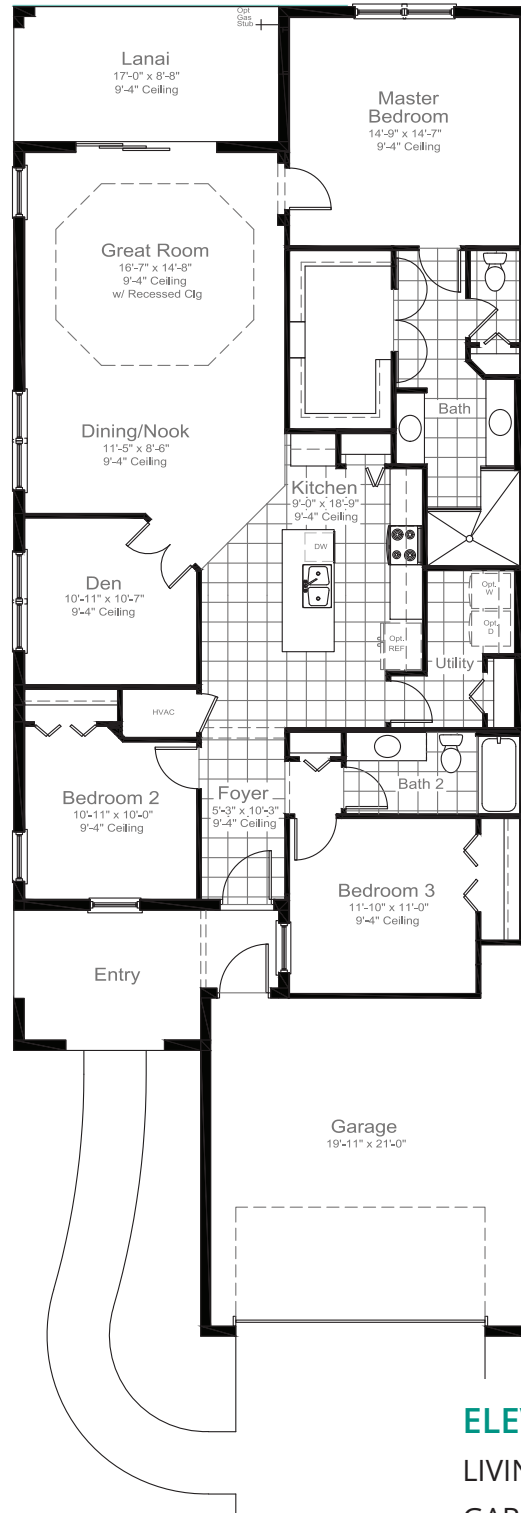 Opt
Gas
Stub
Lanai
17'-0" x 8'-8"
9'-4" Ceiling
Master
Bedroom
14'-9" x 14'-7"
9'-4" Ceiling
Great Room
16'-7" x 14'-8"
9'-4" Ceiling
w/ Recessed Clg
Bath
Dining/Nook
11'-5" x 8'-6"
9'-4" Ceiling
Kitchen
9'-0" x 18'-9"
9'-4" Ceiling
DW
Den
10'-11" x 10'-7"
9'-4" Ceiling
Opt.
W
Opt.
D
Opt.
REF
Utility
HVAC
Bath 2
Bedroom 2
10'-11" x 10'-0"
9'-4" Ceiling
Foyer
5'-3" x 10'-3"
9'-4" Ceiling
Bedroom 3
11'-10" x 11'-0"
9'-4" Ceiling
Entry
Garage
19'-11" x 21'-0"